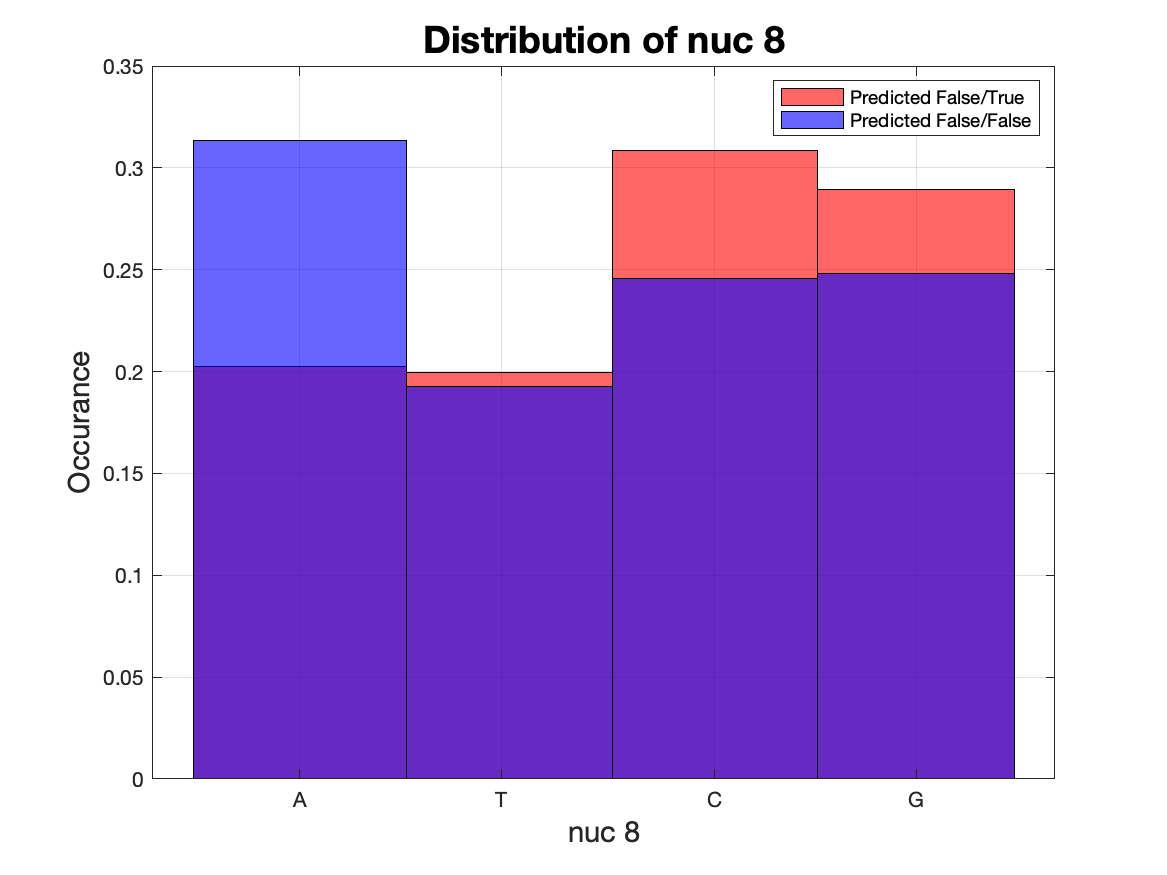 Distribution of nuc 8
Predicted False/True
Predicted False/False
0.35
0.3
0.25
0.2
0.15
0.1
0.05
0
Occurance
A T C G
nuc 8